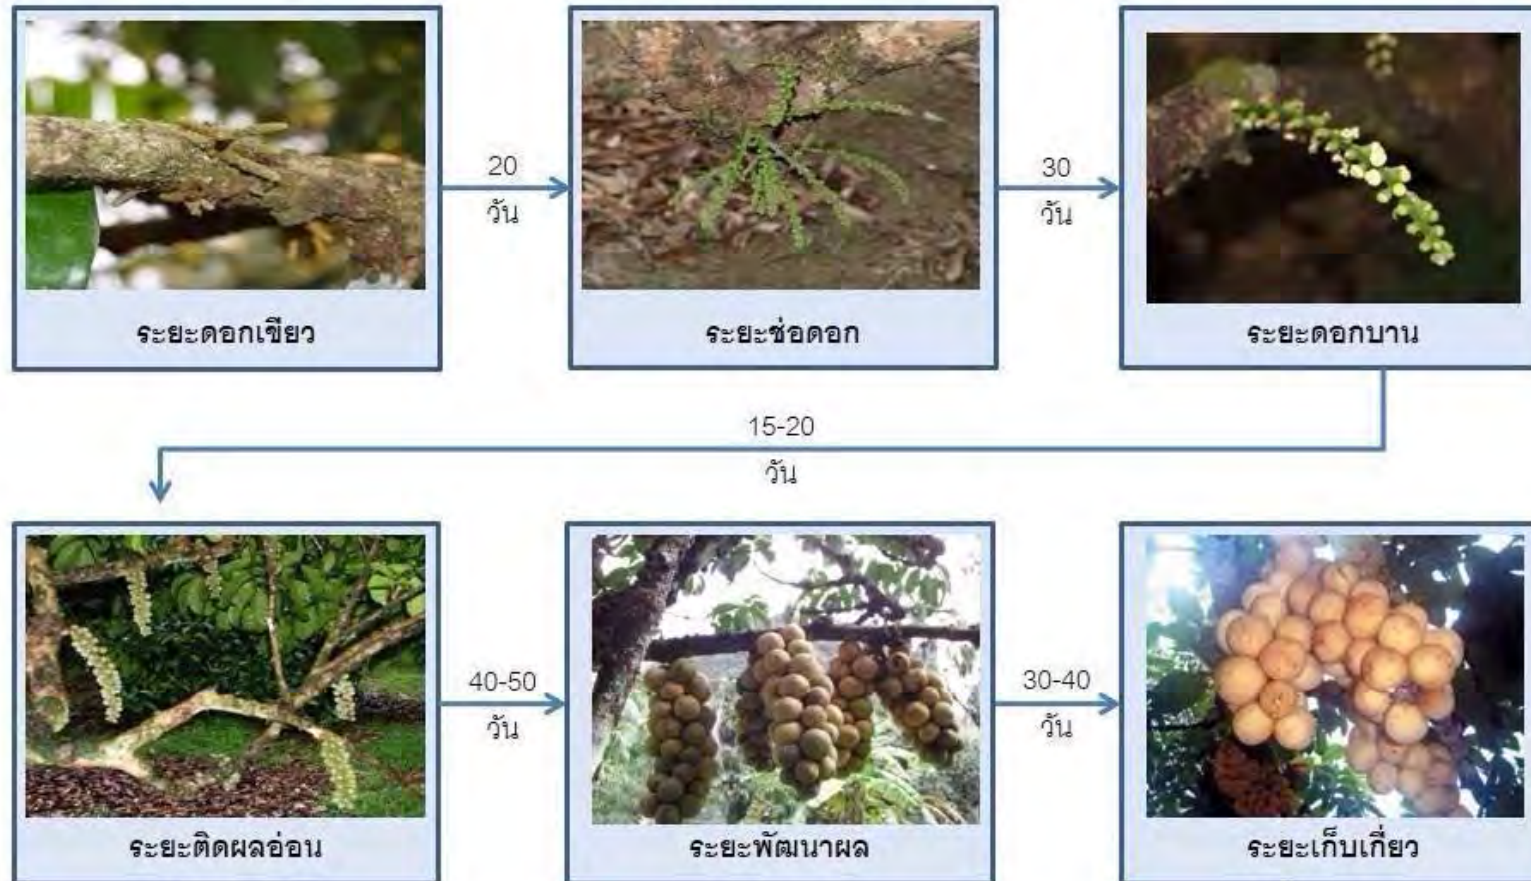 20
วัน
30
วัน
ระยะดอกเขียว
ระยะช่อดอก
ระยะดอกบาน
15-20
วัน
40-50
วัน
30-40
วัน
ระยะติดผลอ่อน
ระยะพัฒนาผล
ระยะเก็บเกี่ยว